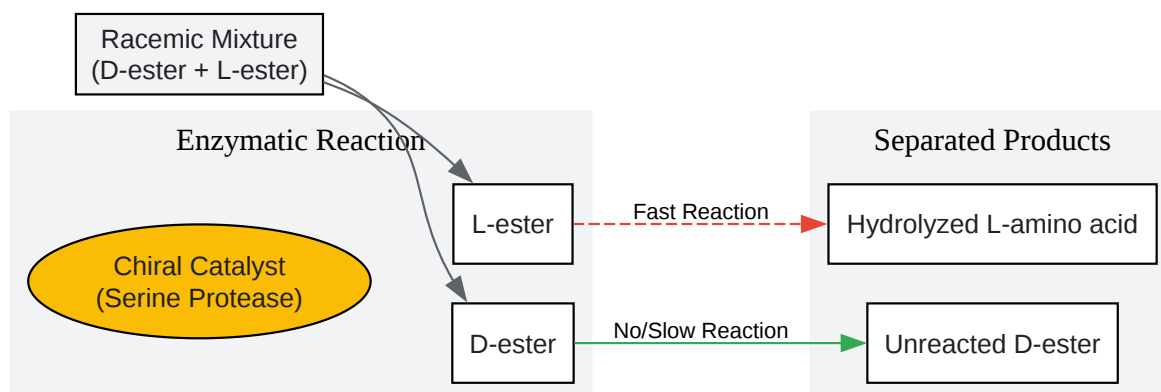 Racemic Mixture
(D-ester + L-ester)
Enzymatic Reaction
Separated Products
L-ester
Fast Reaction
Hydrolyzed L-amino acid
Chiral Catalyst
(Serine Protease)
D-ester
No/Slow Reaction
Unreacted D-ester